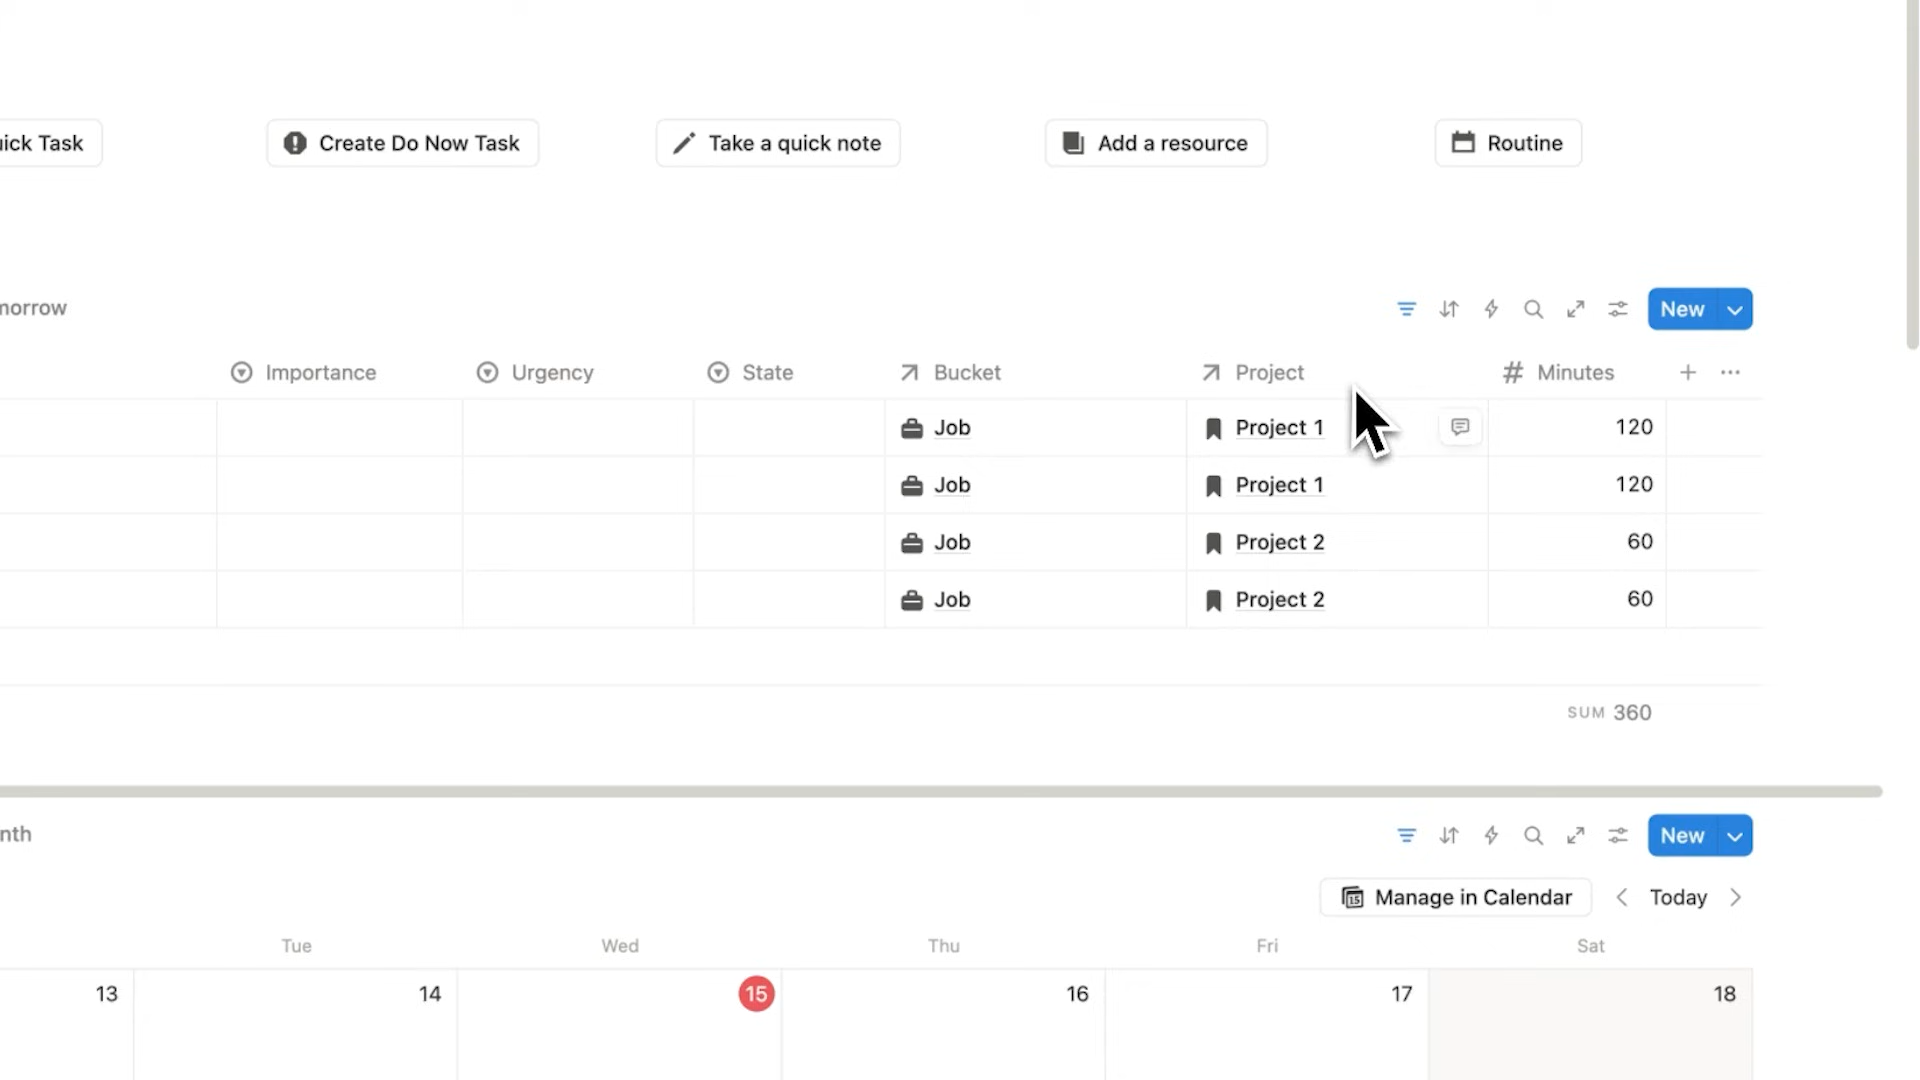 ick Task
Create Do Now Task
Take a quick note
Add a resource
Routine
morrow
New
Importance
Urgency
State
Bucket
Project
# Minutes
Job
Project 1
120
Job
Project 1
120
Job
Project 2
60
Job
Project 2
60
SUM 360
nth
New
15 Manage in Calendar
Today
Tue
Wed
Thu
Fri
Sat
13
14
15
16
17
18